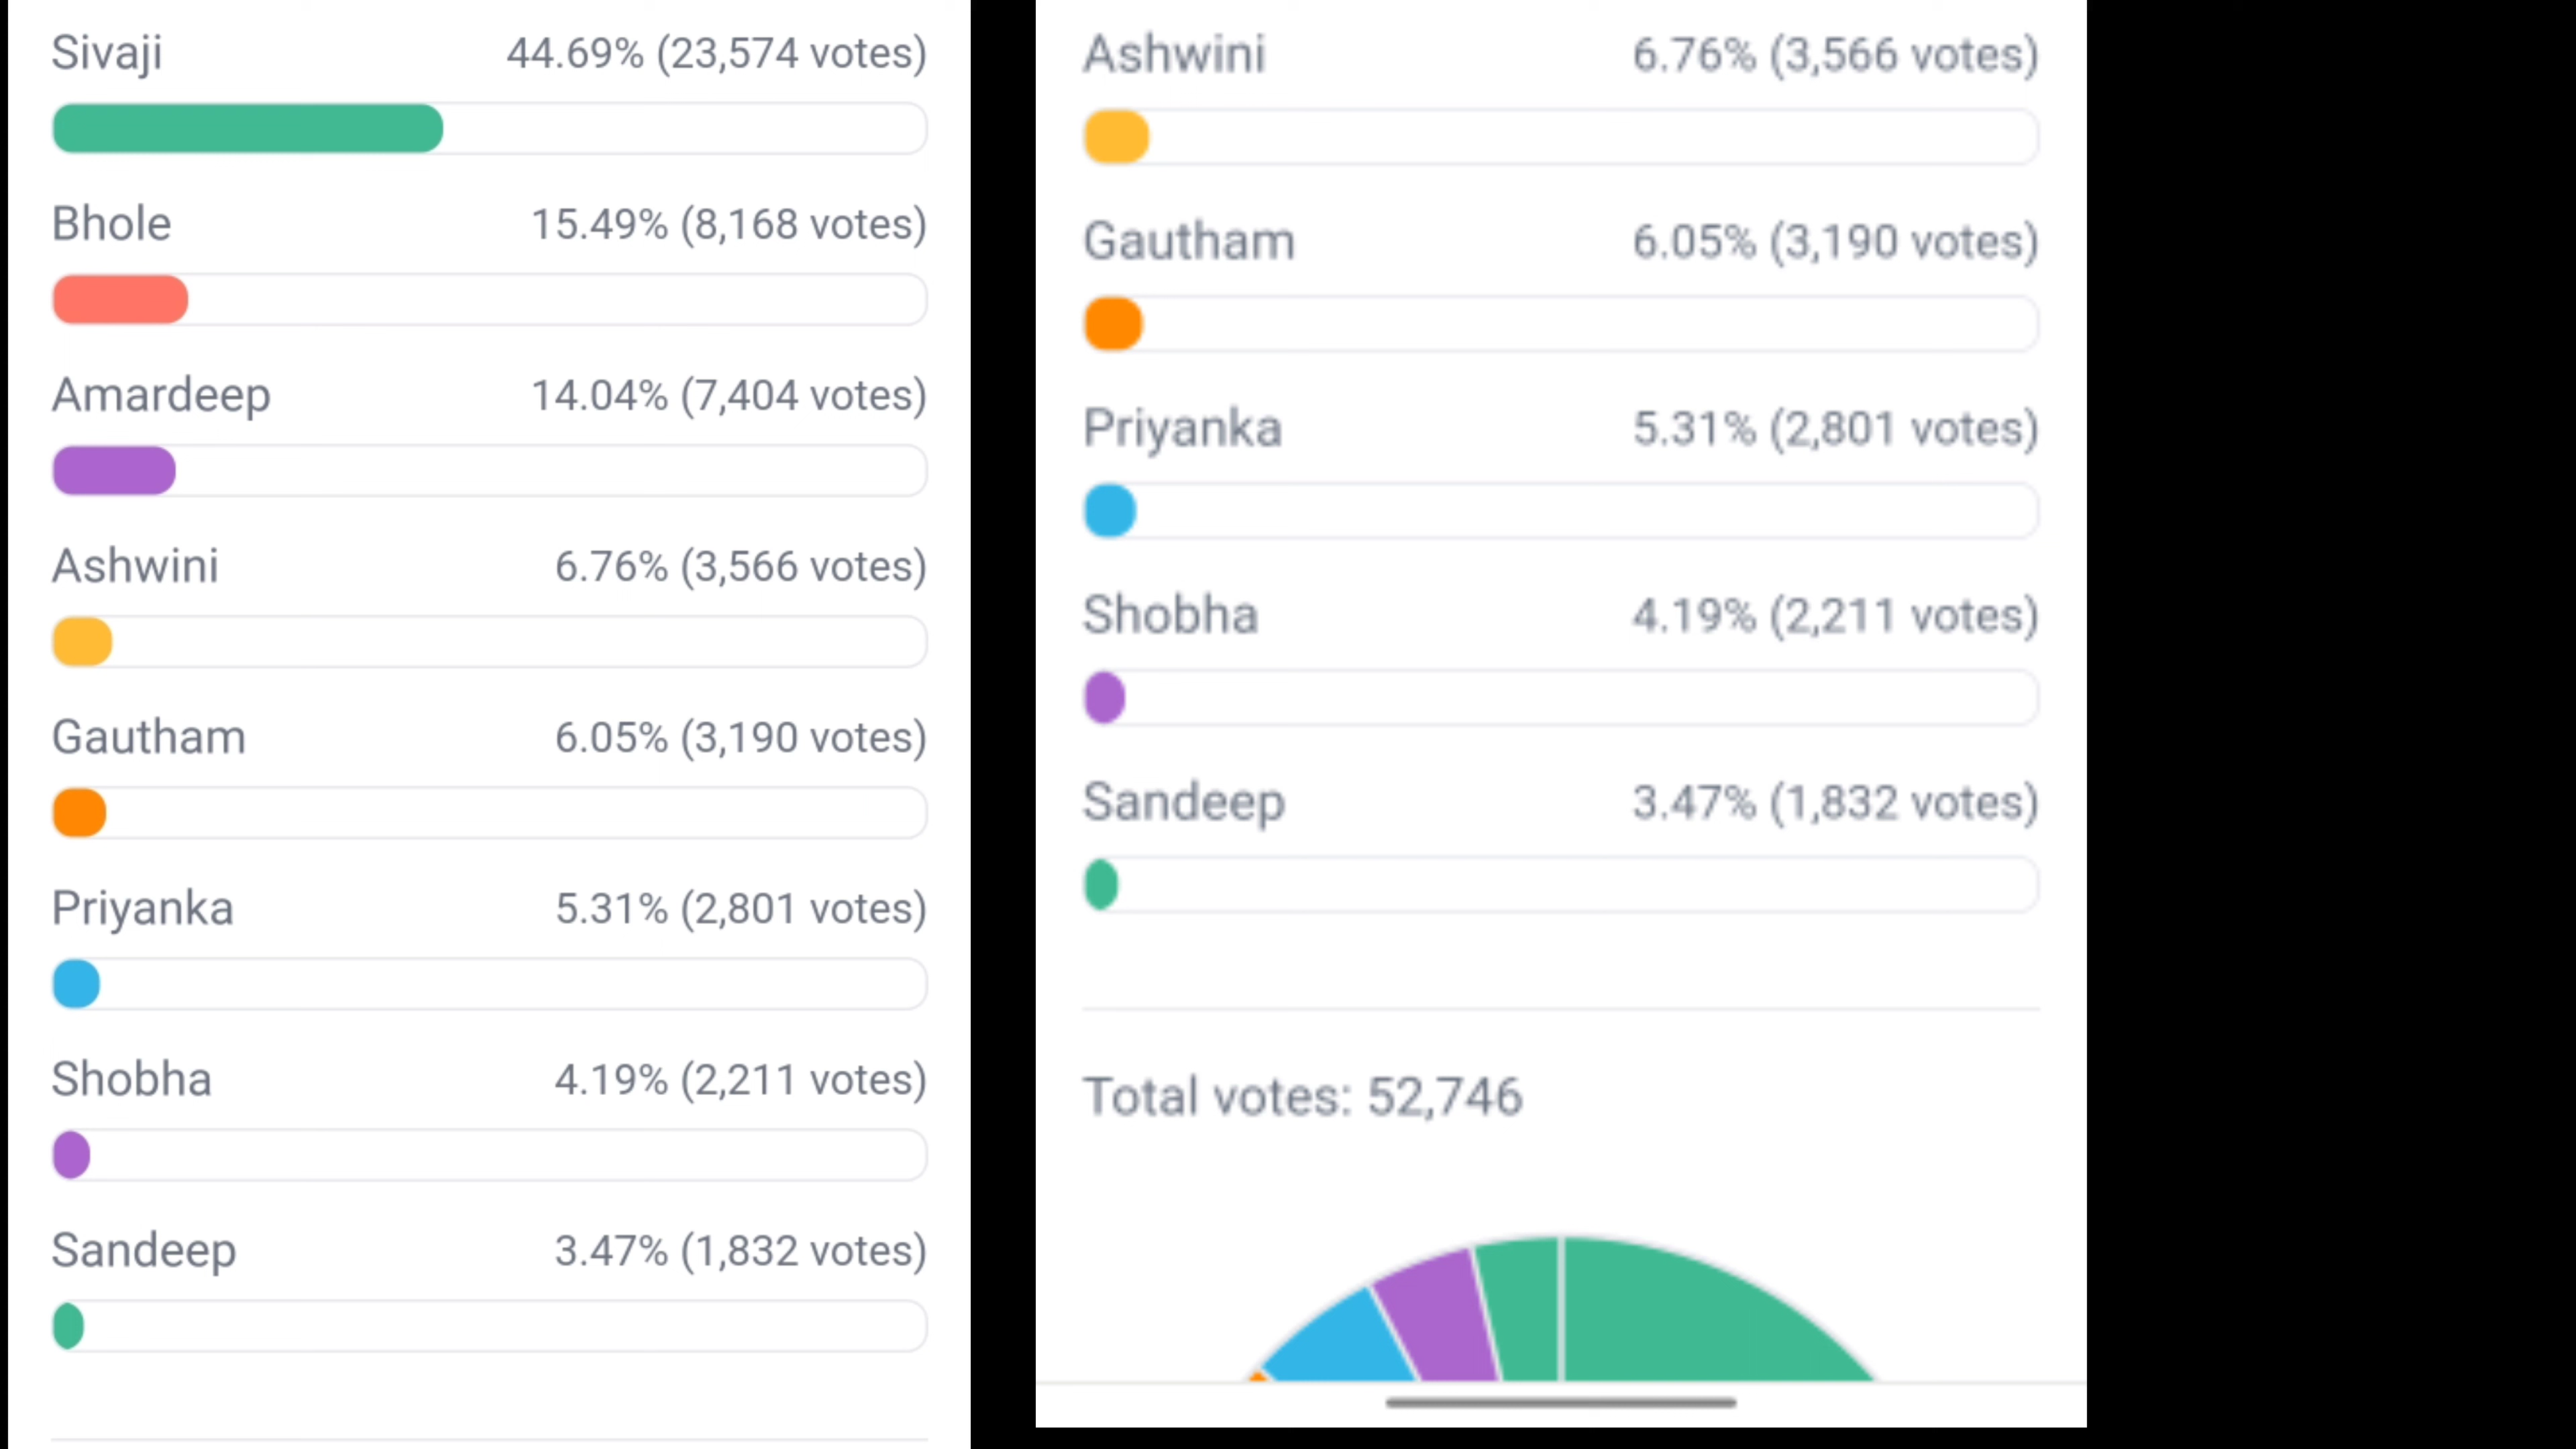 Sivaji 44.69% (23,574 votes)
Bhole 15.49% (8,168 votes)
Amardeep 14.04% (7,404 votes)
Ashwini 6.76% (3,566 votes)
Gautham 6.05% (3,190 votes)
Priyanka 5.31% (2,801 votes)
Shobha 4.19% (2,211 votes)
Sandeep 3.47% (1,832 votes)
Ashwini 6.76% (3,566 votes)
Gautham 6.05% (3,190 votes)
Priyanka 5.31% (2,801 votes)
Shobha 4.19% (2,211 votes)
Sandeep 3.47% (1,832 votes)
Total votes: 52,746